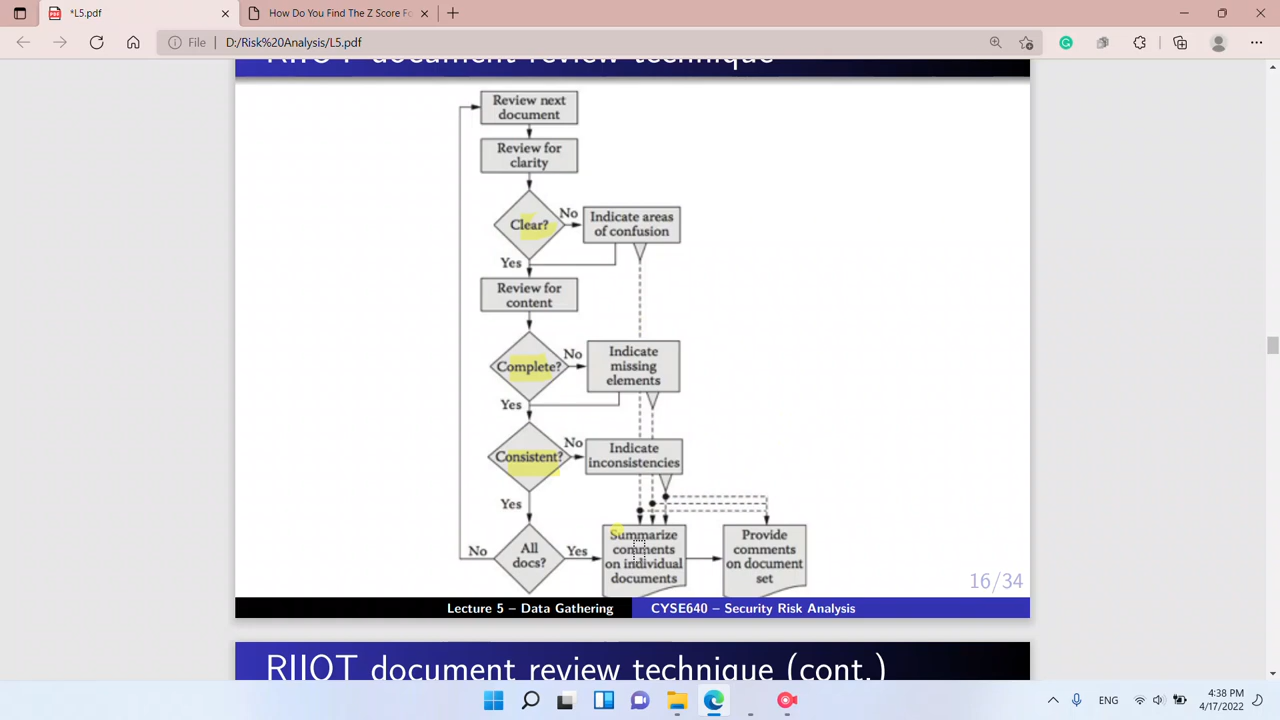 *L5.pdf
How Do You Find The Z Score Fo
File
D:/Risk%20Analysis/L5.pdf
RIIOT document review technique
Review next
document
Review for
clarity
Clear?
No
Indicate areas
of confusion
Yes
Review for
content
Complete?
No
Indicate
missing
elements
Yes
Consistent?
No
Indicate
inconsistencies
Yes
No
All
docs?
Yes
Summarize
comments
on individual
documents
Provide
comments
on document
set
16/34
Lecture 5 – Data Gathering
CYSE640 – Security Risk Analysis
RIIOT document review technique (cont.)
ENG
4:38 PM
4/17/2022